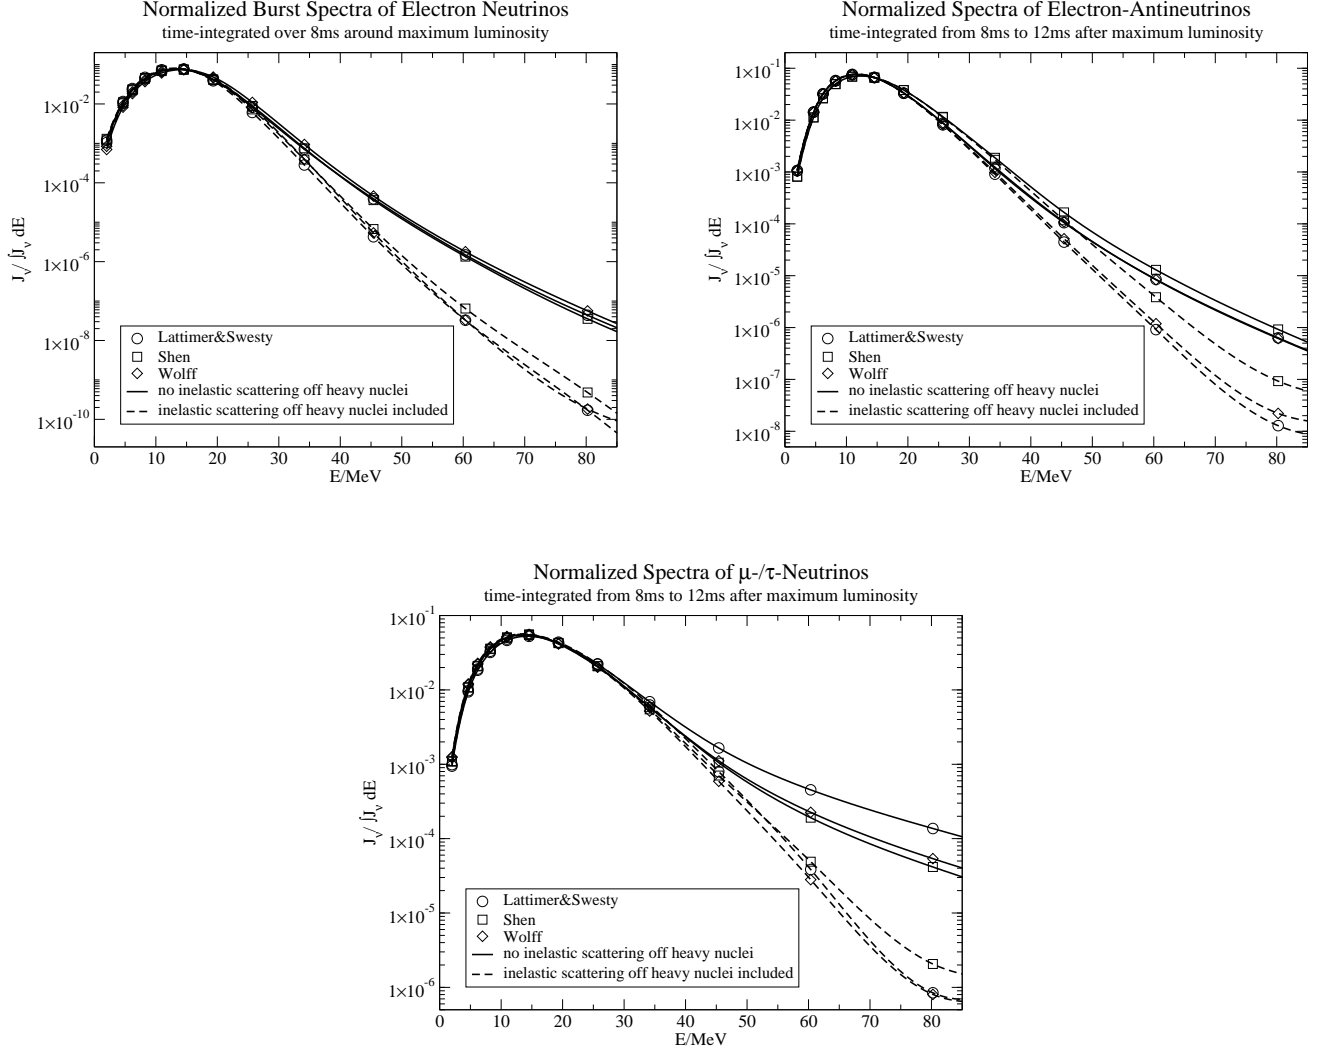 Normalized Burst Spectra of Electron Neutrinos
time-integrated over 8ms around maximum luminosity
J_ν/ ∫J_ν dE
1×10^-2
1×10^-4
1×10^-6
1×10^-8
1×10^-10
Lattimer&Swesty
Shen
Wolff
no inelastic scattering off heavy nuclei
inelastic scattering off heavy nuclei included
0 10 20 30 40 50 60 70 80
E/MeV
Normalized Spectra of Electron-Antineutrinos
time-integrated from 8ms to 12ms after maximum luminosity
J_ν/ ∫J_ν dE
1×10^-1
1×10^-2
1×10^-3
1×10^-4
1×10^-5
1×10^-6
1×10^-7
1×10^-8
Lattimer&Swesty
Shen
Wolff
no inelastic scattering off heavy nuclei
inelastic scattering off heavy nuclei included
0 10 20 30 40 50 60 70 80
E/MeV
Normalized Spectra of μ-/τ-Neutrinos
time-integrated from 8ms to 12ms after maximum luminosity
J_ν/ ∫J_ν dE
1×10^-1
1×10^-2
1×10^-3
1×10^-4
1×10^-5
1×10^-6
Lattimer&Swesty
Shen
Wolff
no inelastic scattering off heavy nuclei
inelastic scattering off heavy nuclei included
0 10 20 30 40 50 60 70 80
E/MeV